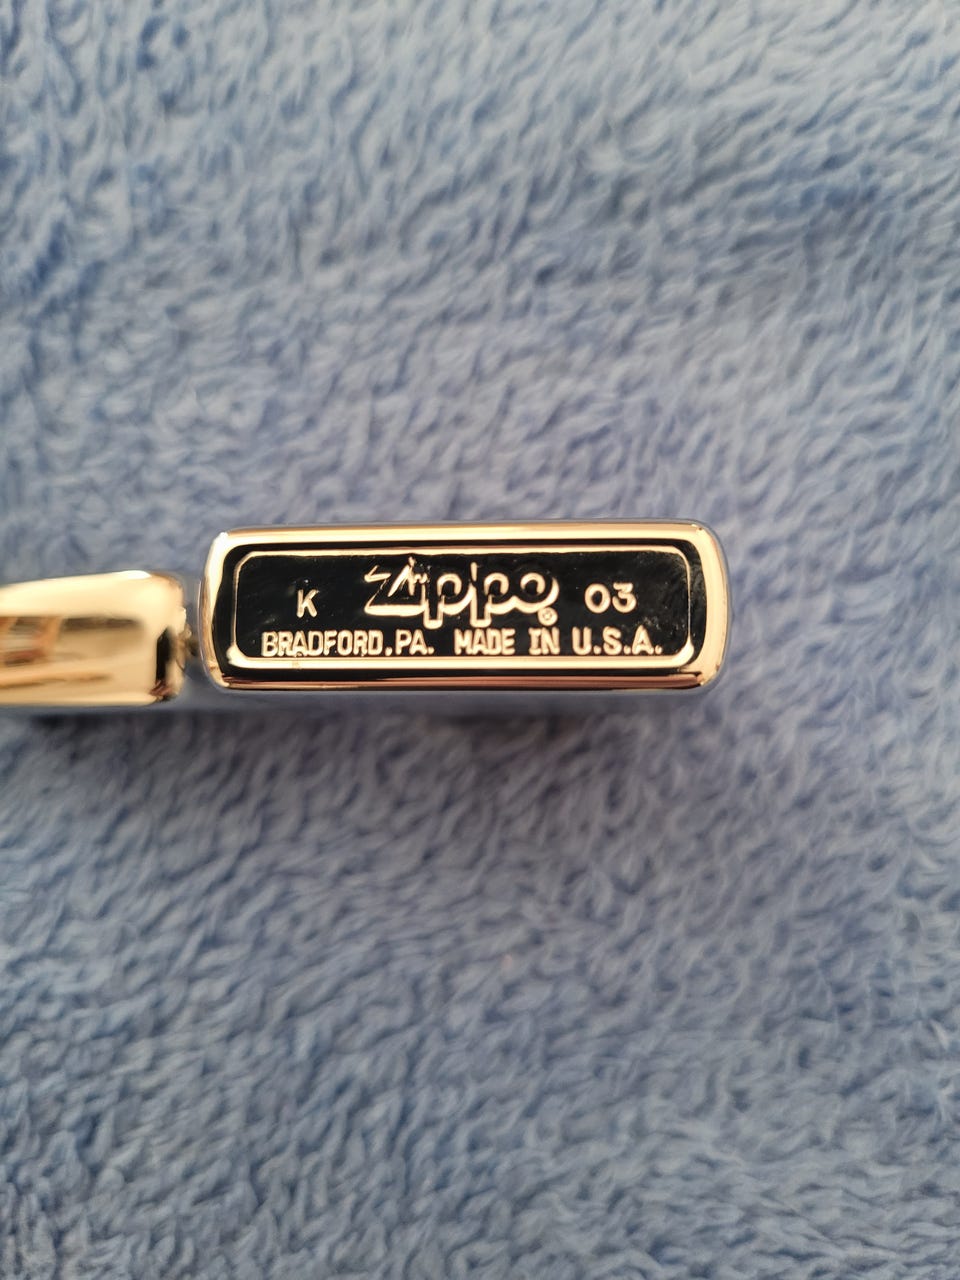 K Zippo® 03
BRADFORD,PA. MADE IN U.S.A.